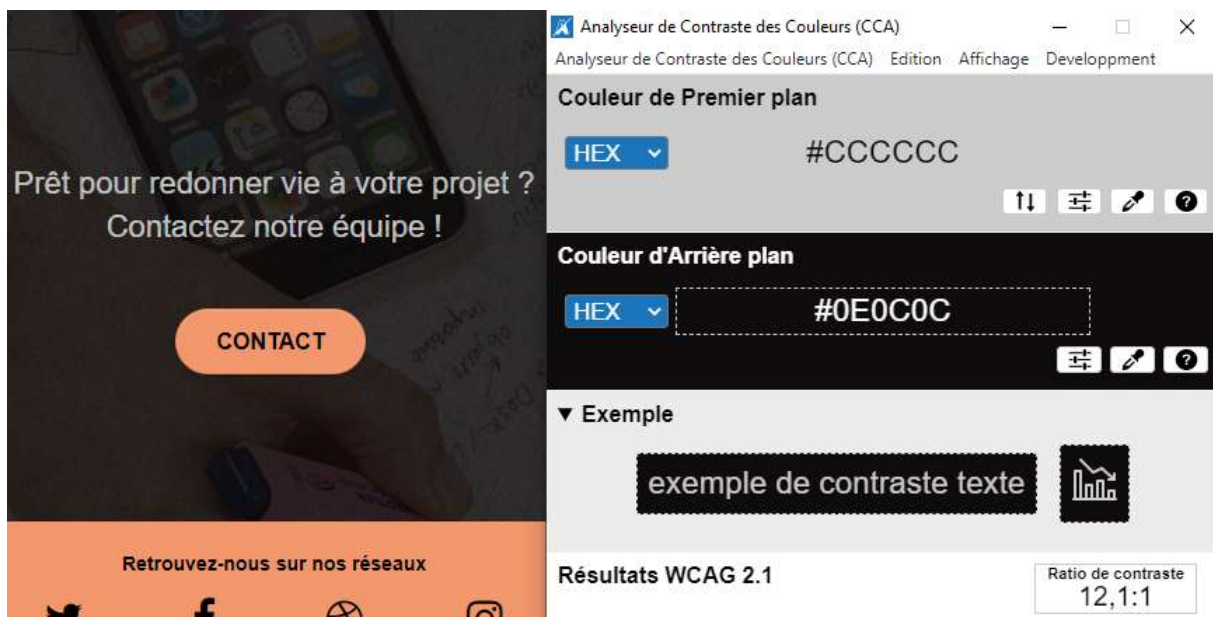 Prêt pour redonner vie à votre projet ?
Contactez notre équipe !
CONTACT
Retrouvez-nous sur nos réseaux
Analyseur de Contraste des Couleurs (CCA)
Analyseur de Contraste des Couleurs (CCA) Edition Affichage Developpment
Couleur de Premier plan
HEX #CCCCCC
Couleur d'Arrière plan
HEX #0E0C0C
▼ Exemple
exemple de contraste texte
Résultats WCAG 2.1
Ratio de contraste
12,1:1